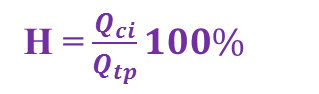 H = Q_ci / Q_tp 100%